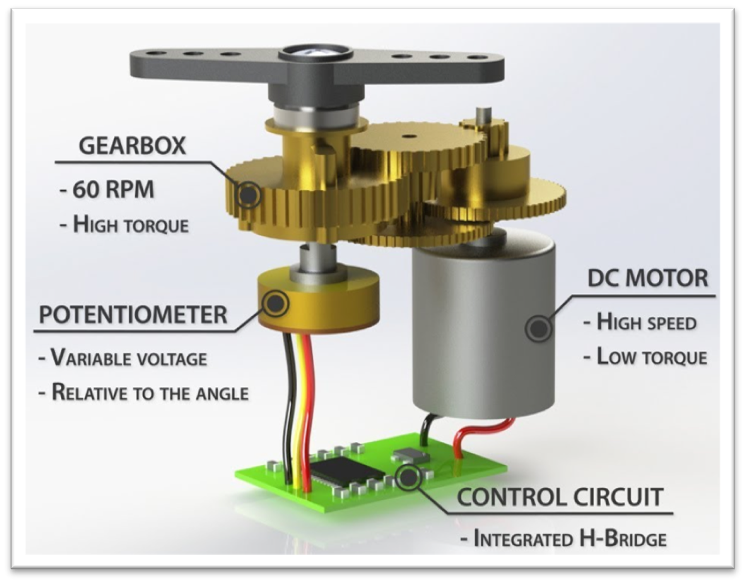 GEARBOX
- 60 RPM
- HIGH TORQUE
DC MOTOR
- HIGH SPEED
- LOW TORQUE
POTENTIOMETER
- VARIABLE VOLTAGE
- RELATIVE TO THE ANGLE
CONTROL CIRCUIT
- INTEGRATED H-BRIDGE